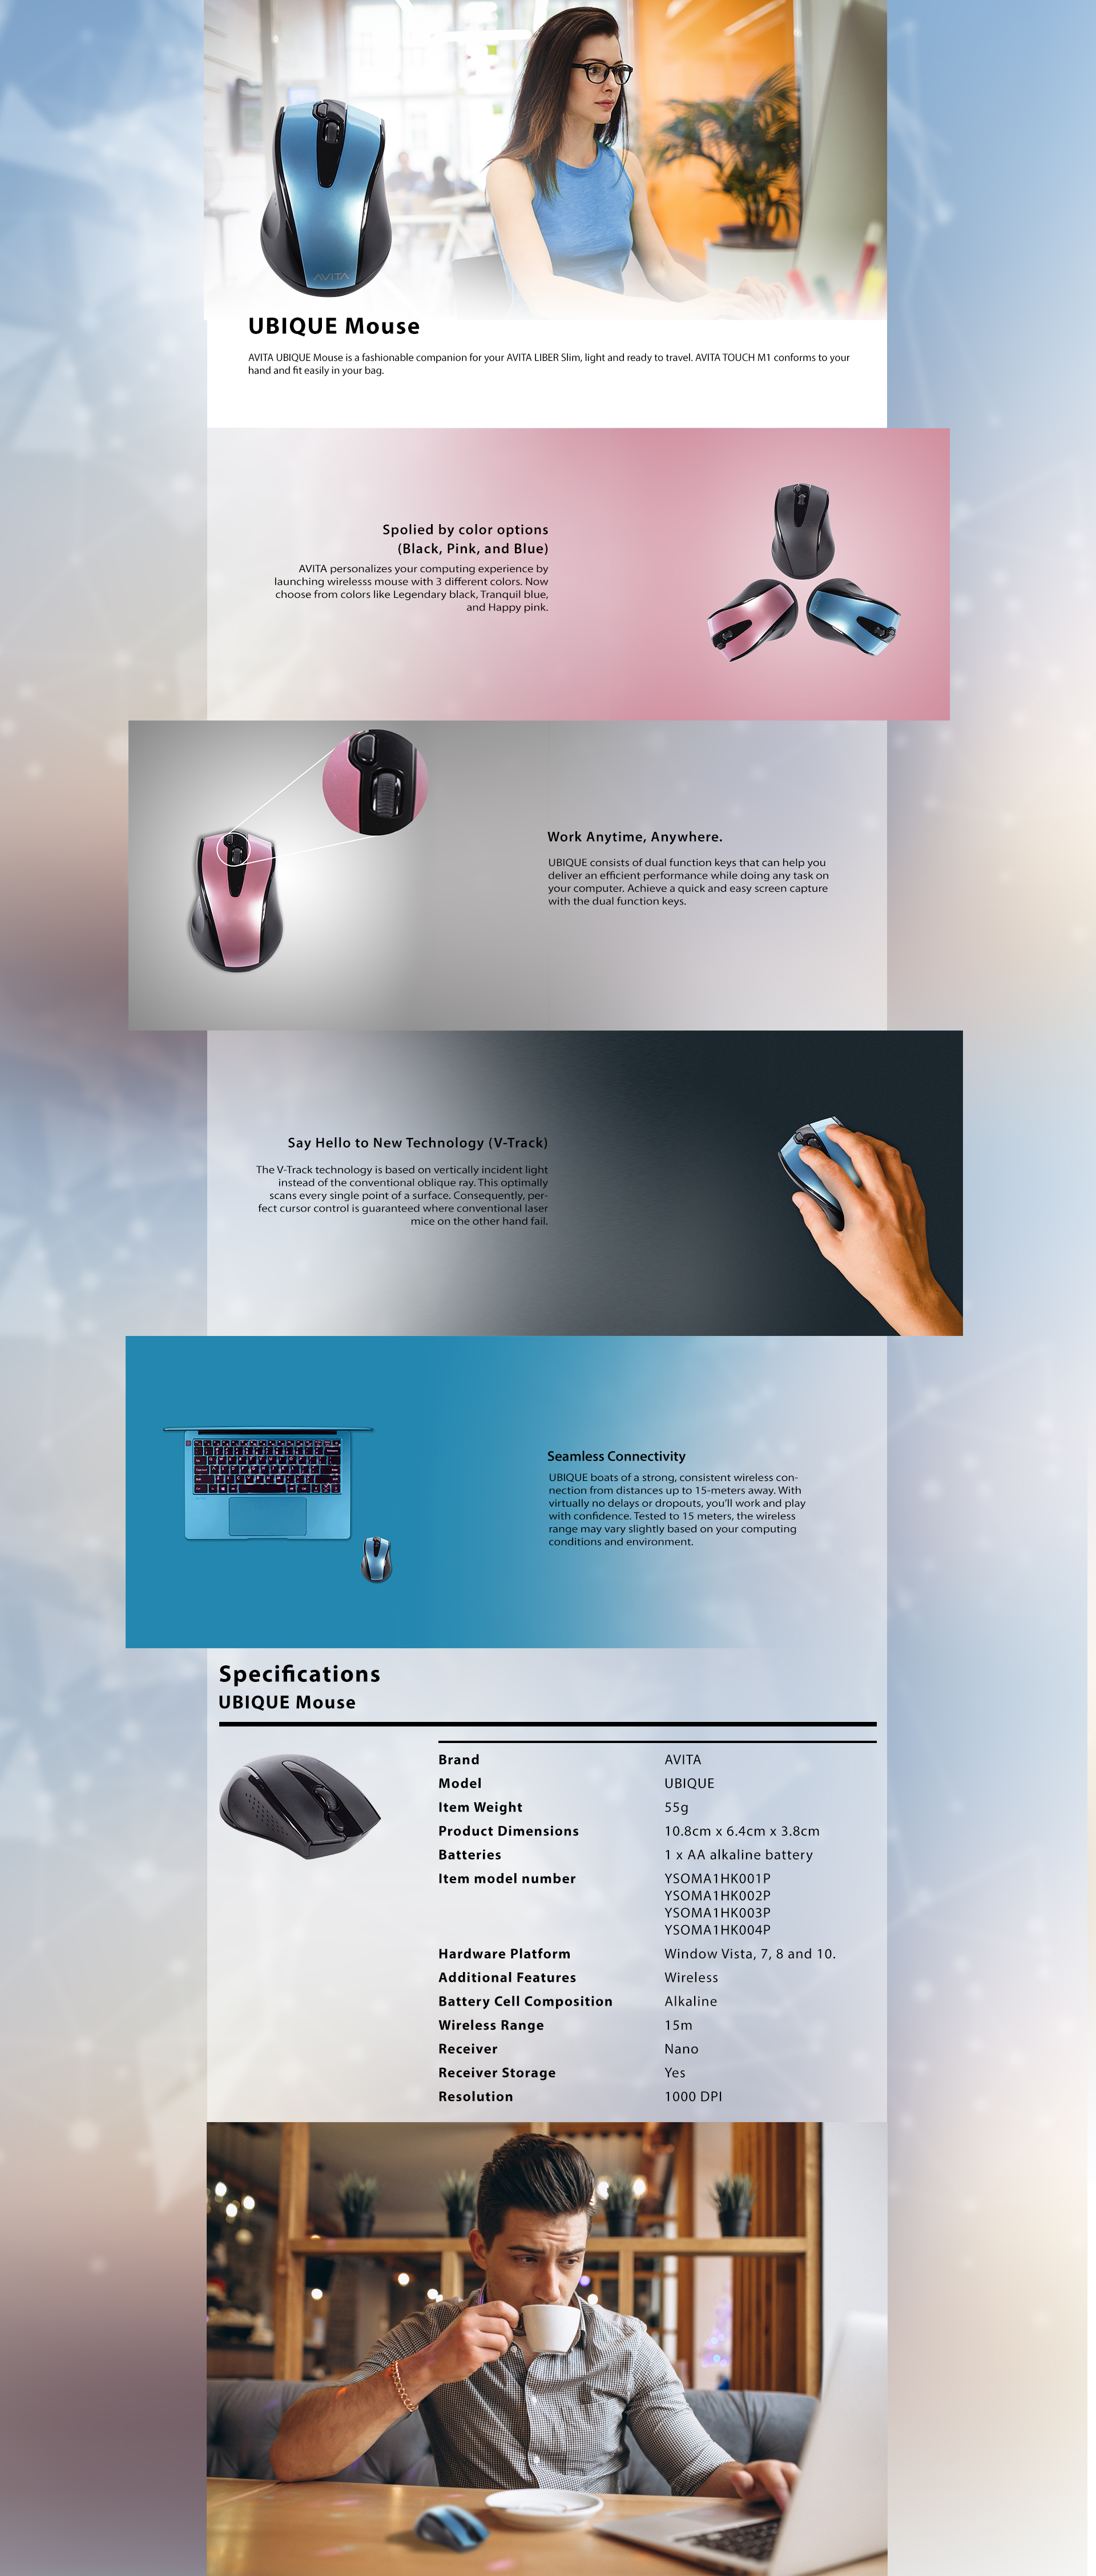 AVITA
UBIQUE Mouse
AVITA UBIQUE Mouse is a fashionable companion for your AVITA LIBER Slim, light and ready to travel. AVITA TOUCH M1 conforms to your
hand and fit easily in your bag.
Spolied by color options
(Black, Pink, and Blue)
AVITA personalizes your computing experience by
launching wirelesss mouse with 3 different colors. Now
choose from colors like Legendary black, Tranquil blue,
and Happy pink.
Work Anytime, Anywhere.
UBIQUE consists of dual function keys that can help you
deliver an efficient performance while doing any task on
your computer. Achieve a quick and easy screen capture
with the dual function keys.
Say Hello to New Technology (V-Track)
The V-Track technology is based on vertically incident light
instead of the conventional oblique ray. This optimally
scans every single point of a surface. Consequently, per-
fect cursor control is guaranteed where conventional laser
mice on the other hand fail.
Seamless Connectivity
UBIQUE boats of a strong, consistent wireless con-
nection from distances up to 15-meters away. With
virtually no delays or dropouts, you'll work and play
with confidence. Tested to 15 meters, the wireless
range may vary slightly based on your computing
conditions and environment.
Specifications
UBIQUE Mouse
Brand AVITA
Model UBIQUE
Item Weight 55g
Product Dimensions 10.8cm x 6.4cm x 3.8cm
Batteries 1 x AA alkaline battery
Item model number YSOMA1HK001P
YSOMA1HK002P
YSOMA1HK003P
YSOMA1HK004P
Hardware Platform Window Vista, 7, 8 and 10.
Additional Features Wireless
Battery Cell Composition Alkaline
Wireless Range 15m
Receiver Nano
Receiver Storage Yes
Resolution 1000 DPI